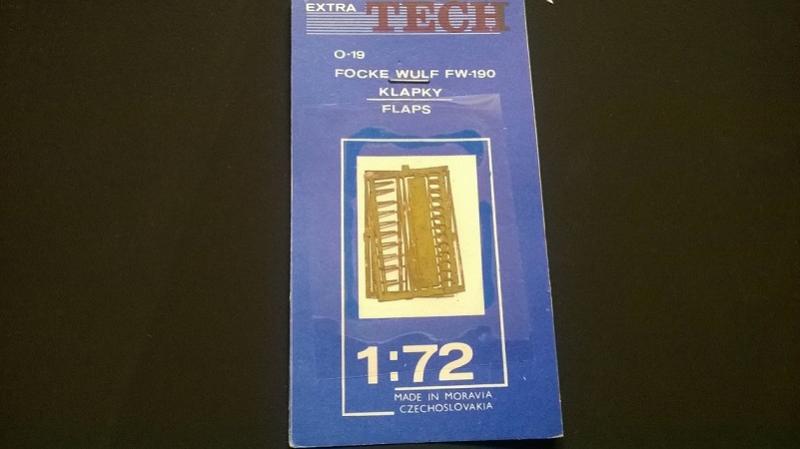 EXTRA TECH
O-19
FOCKE WULF FW-190
KLAPKY
FLAPS
1:72
MADE IN MORAVIA
CZECHOSLOVAKIA